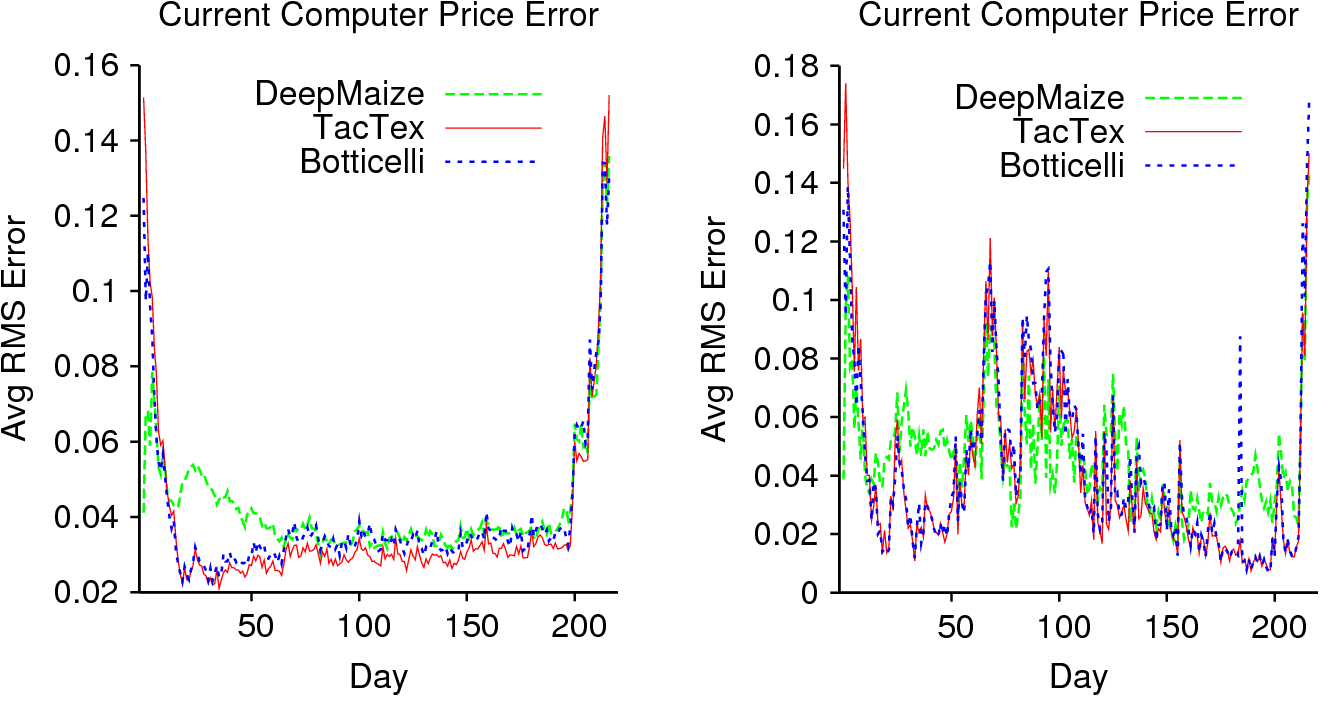 Current Computer Price Error
0.16
0.14
0.12
0.1
0.08
0.06
0.04
0.02
50
100
150
200
Avg RMS Error
Day
DeepMaize
TacTex
Botticelli
Current Computer Price Error
0.18
0.16
0.14
0.12
0.1
0.08
0.06
0.04
0.02
0
50
100
150
200
Avg RMS Error
Day
DeepMaize
TacTex
Botticelli